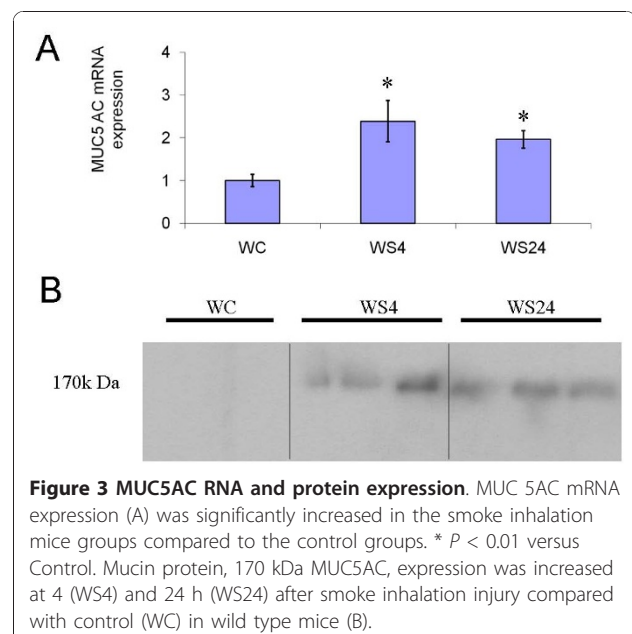 A
MUC5 AC mRNA
expression
4
3
2
1
0
*
*
WC
WS4
WS24
B
WC
WS4
WS24
170k Da
Figure 3 MUC5AC RNA and protein expression. MUC 5AC mRNA
expression (A) was significantly increased in the smoke inhalation
mice groups compared to the control groups. * P < 0.01 versus
Control. Mucin protein, 170 kDa MUC5AC, expression was increased
at 4 (WS4) and 24 h (WS24) after smoke inhalation injury compared
with control (WC) in wild type mice (B).